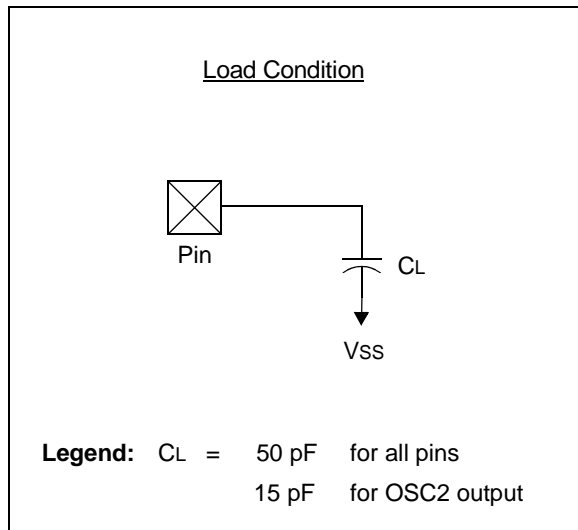 Load Condition
Pin
CL
VSS
Legend: CL = 50 pF for all pins
15 pF for OSC2 output